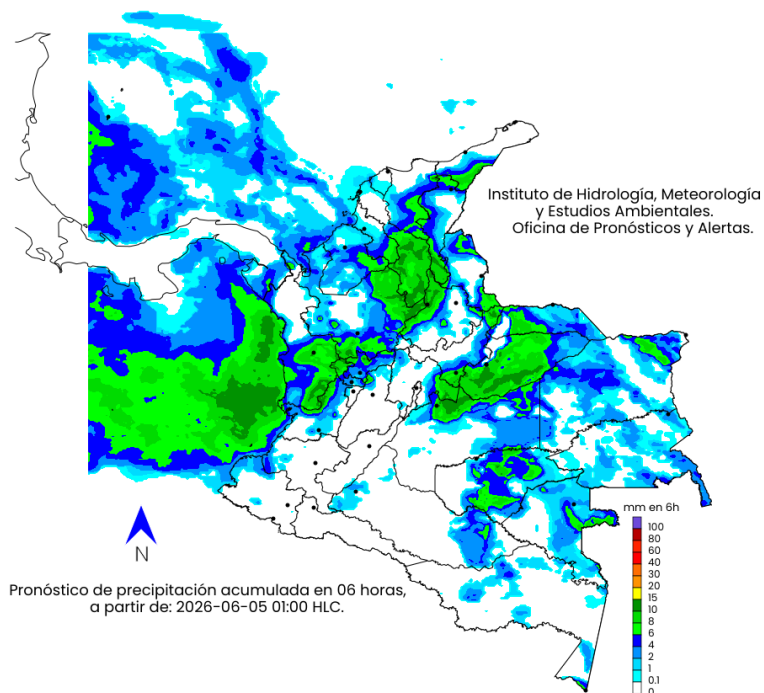 Instituto de Hidrología, Meteorología
y Estudios Ambientales.
Oficina de Pronósticos y Alertas.
mm en 6h
100
80
60
40
30
20
15
10
8
6
4
2
1
0.1
0
N
Pronóstico de precipitación acumulada en 06 horas,
a partir de: 2026-06-05 01:00 HLC.